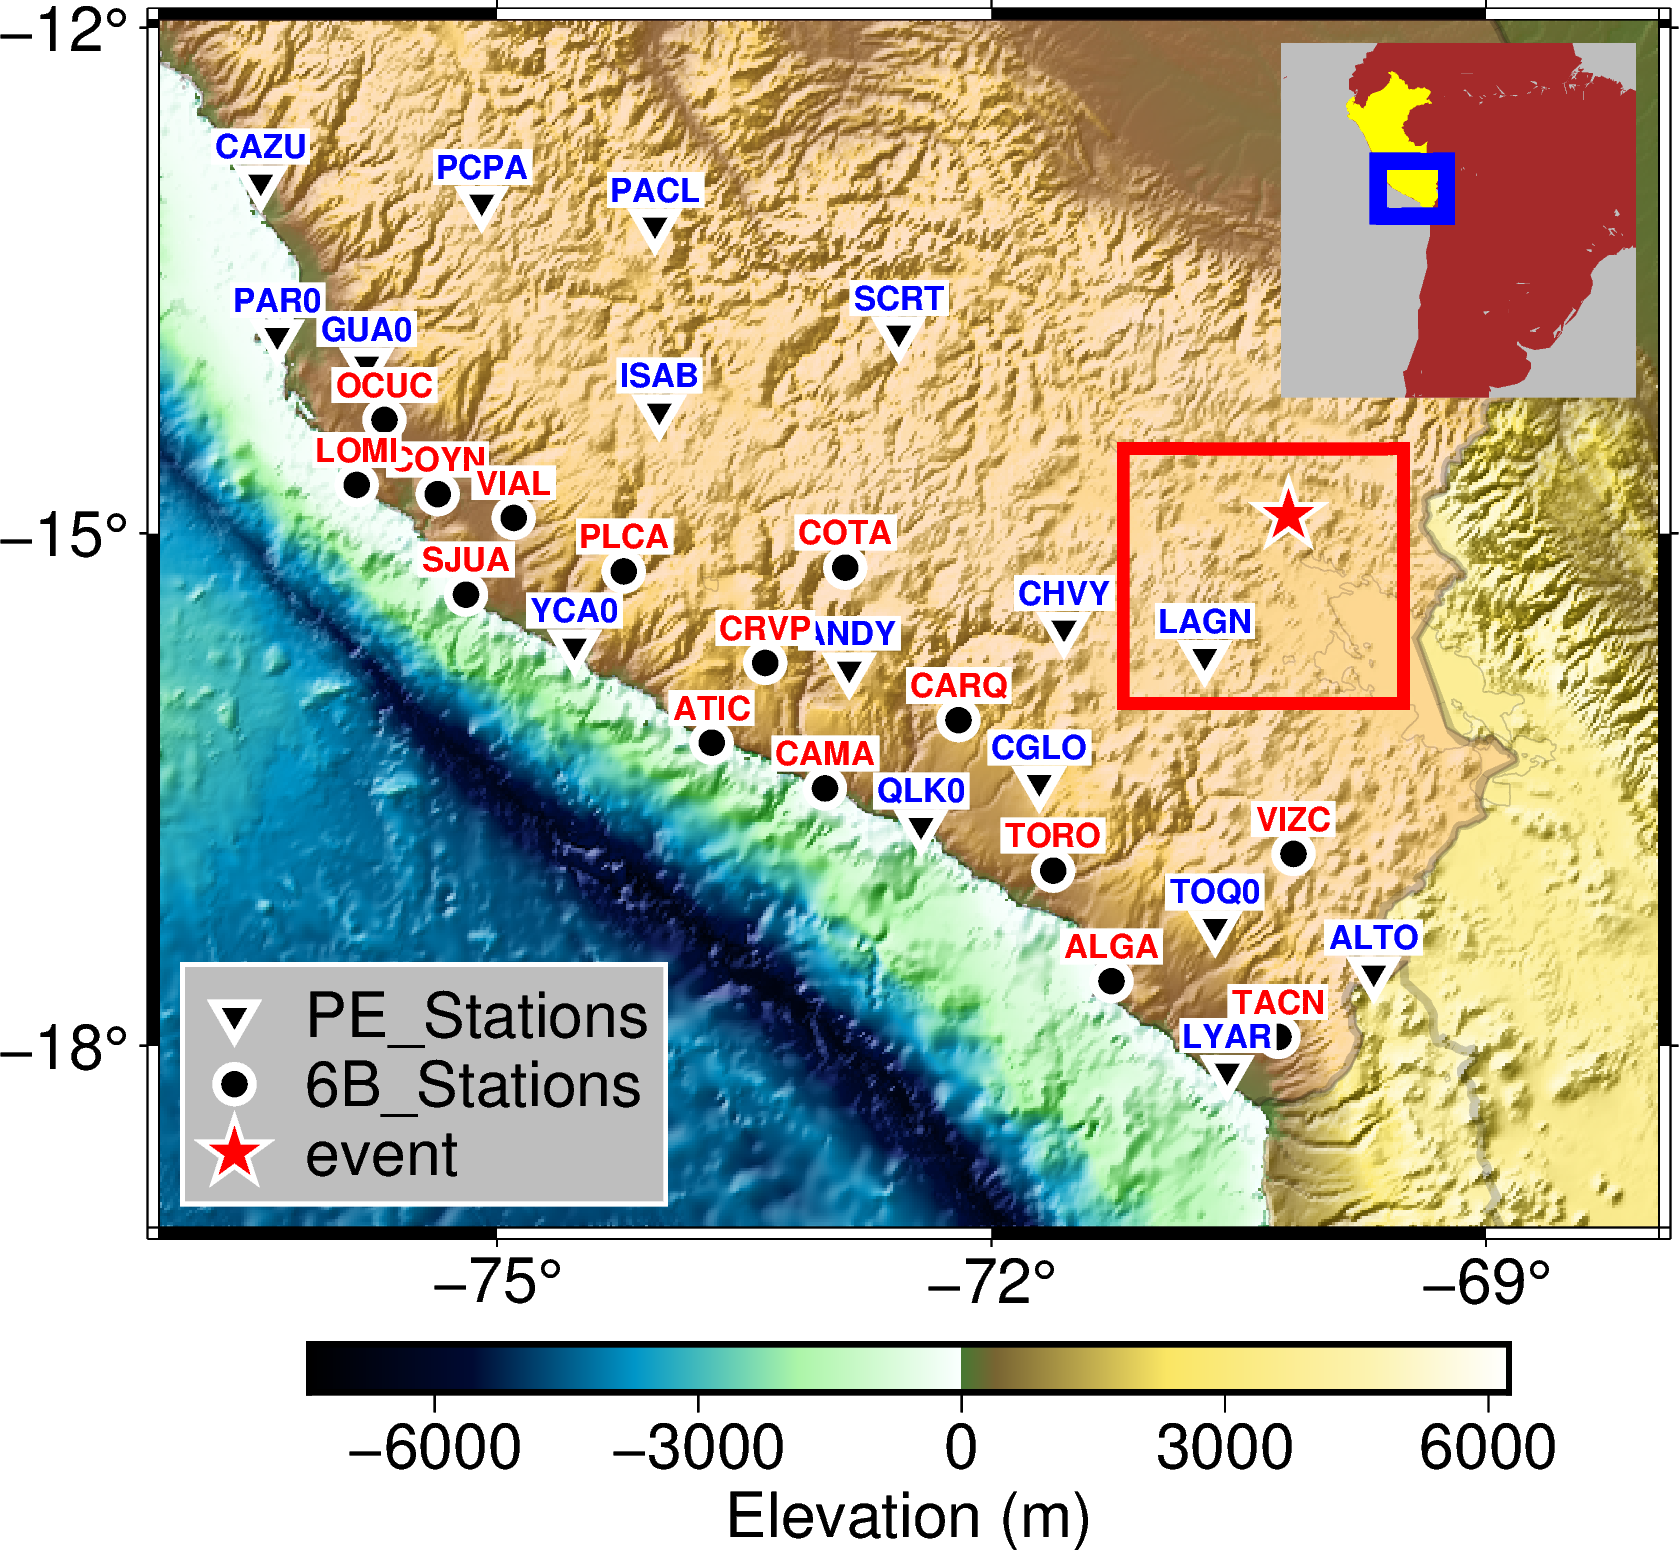 −12°
CAZU
PCPA
PACL
PAR0
SCRT
GUA0
ISAB
OCUC
LOMI
COYN
VIAL
−15°
PLCA
COTA
SJUA
CHVY
YCA0
LAGN
CRVP
ANDY
CARQ
ATIC
CGLO
CAMA
QLK0
VIZC
TORO
TOQ0
ALTO
ALGA
TACN
LYAR
−18°
PE_Stations
6B_Stations
event
−75° −72° −69°
−6000 −3000 0 3000 6000
Elevation (m)